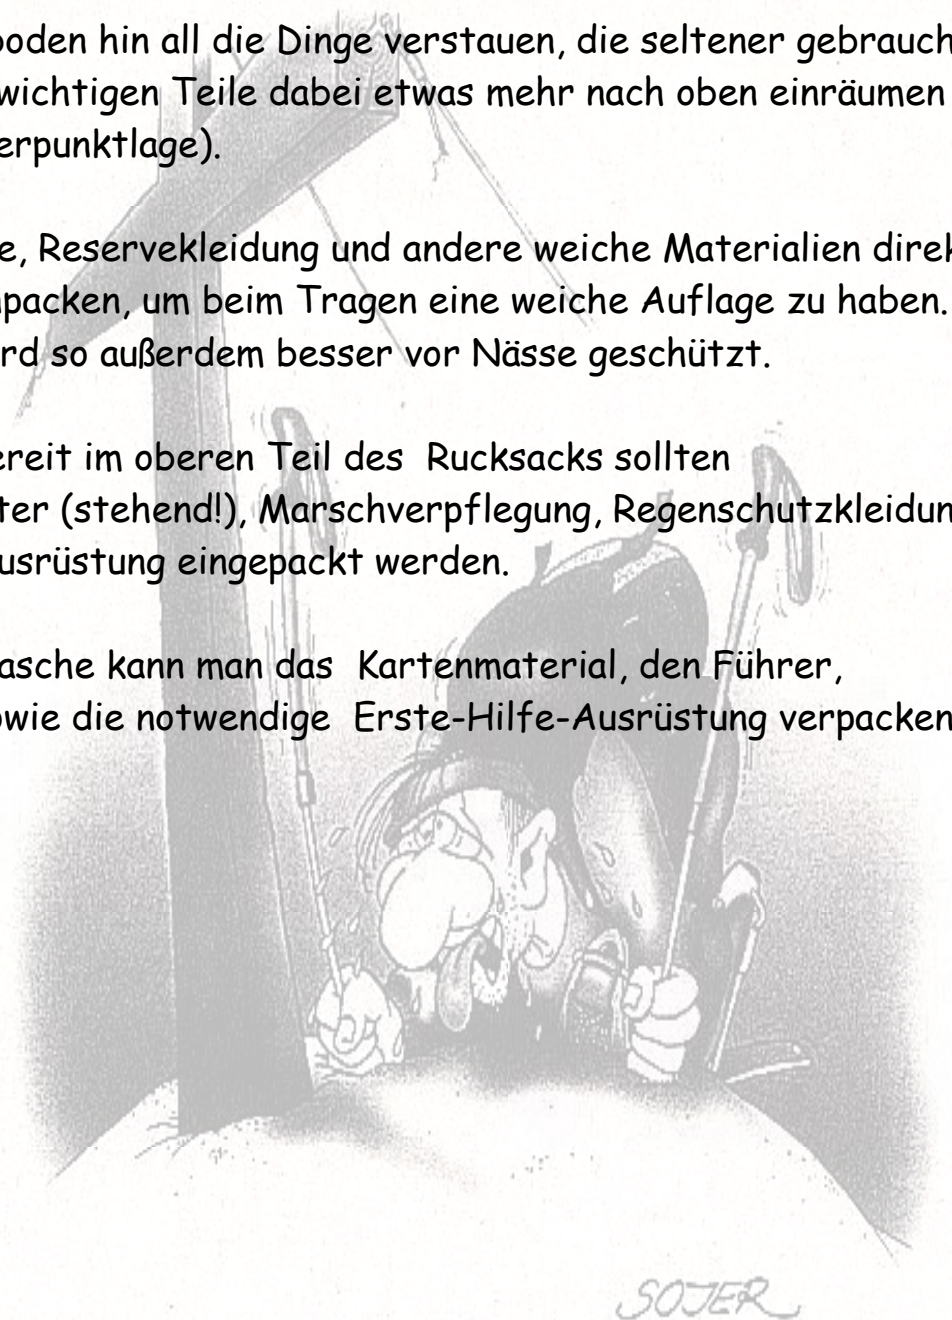 boden hin all die Dinge verstauen, die seltener gebrauch
wichtigen Teile dabei etwas mehr nach oben einräumen
erpunktlage).
e, Reservekleidung und andere weiche Materialien direk
packen, um beim Tragen eine weiche Auflage zu haben.
rd so außerdem besser vor Nässe geschützt.
ereit im oberen Teil des Rucksacks sollten
ter (stehend!), Marschverpflegung, Regenschutzkleidun
usrüstung eingepackt werden.
asche kann man das Kartenmaterial, den Führer,
owie die notwendige Erste-Hilfe-Ausrüstung verpacken
SOJER